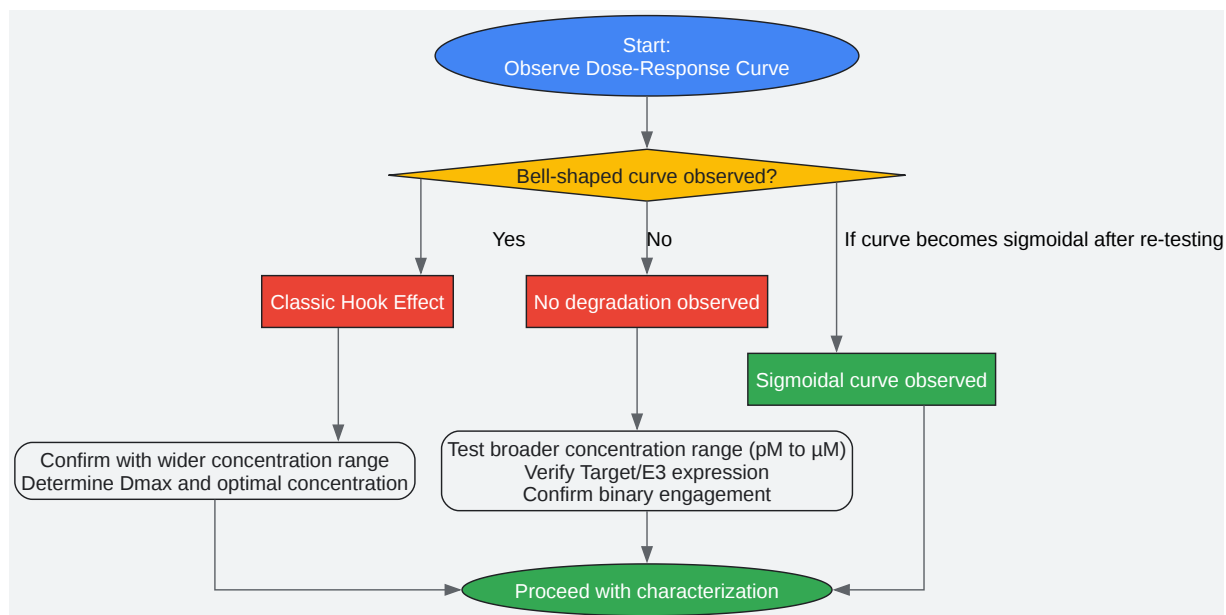 Start:
Observe Dose-Response Curve
Bell-shaped curve observed?
Yes
No
If curve becomes sigmoidal after re-testing
Classic Hook Effect
No degradation observed
Sigmoidal curve observed
Confirm with wider concentration range
Determine Dmax and optimal concentration
Test broader concentration range (pM to µM)
Verify Target/E3 expression
Confirm binary engagement
Proceed with characterization